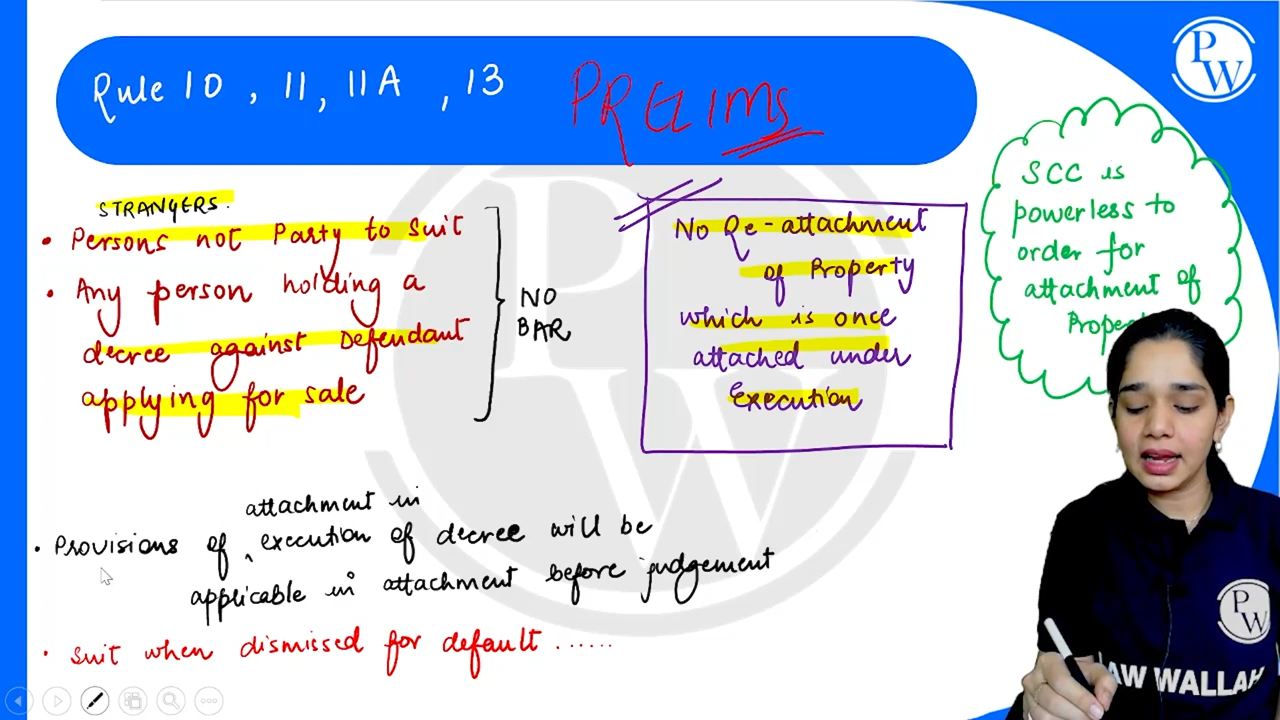 Rule 10, 11, 11A, 13 PRELIMS
PW
STRANGERS.
• Persons not Party to Suit
• Any person holding a
decree against Defendant
applying for sale
NO
BAR
No Re-attachment
of Property
which is once
attached under
Execution
SCC is
powerless to
order for
attachment of
attachment in
• Provisions of execution of decree will be
applicable in attachment before judgement
• Suit when dismissed for default ......
PW
LAW WALLAH